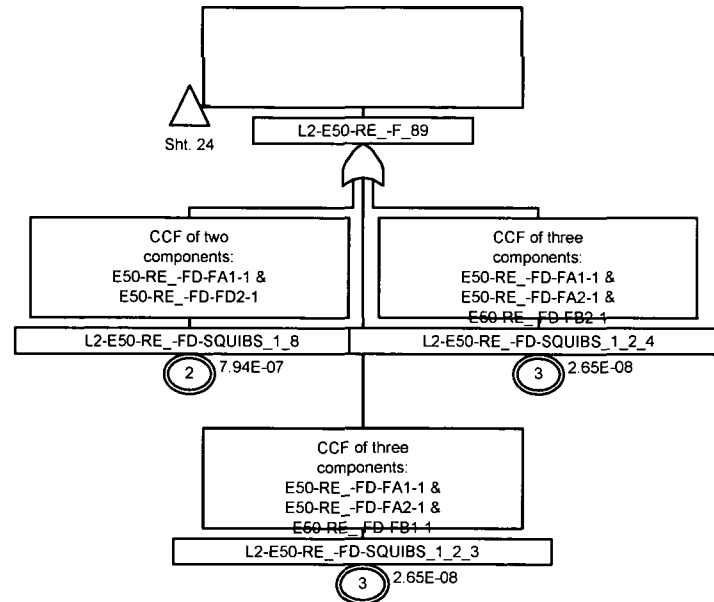 Sht. 24
L2-E50-RE_-F_89
CCF of two
components:
E50-RE_-FD-FA1-1 &
E50-RE_-FD-FD2-1
L2-E50-RE_-FD-SQUIBS_1_8
2
7.94E-07
CCF of three
components:
E50-RE_-FD-FA1-1 &
E50-RE_-FD-FA2-1 &
E50-RE_-FD-FB2-1
L2-E50-RE_-FD-SQUIBS_1_2_4
3
2.65E-08
CCF of three
components:
E50-RE_-FD-FA1-1 &
E50-RE_-FD-FA2-1 &
E50-RE_-FD-FB1-1
L2-E50-RE_-FD-SQUIBS_1_2_3
3
2.65E-08